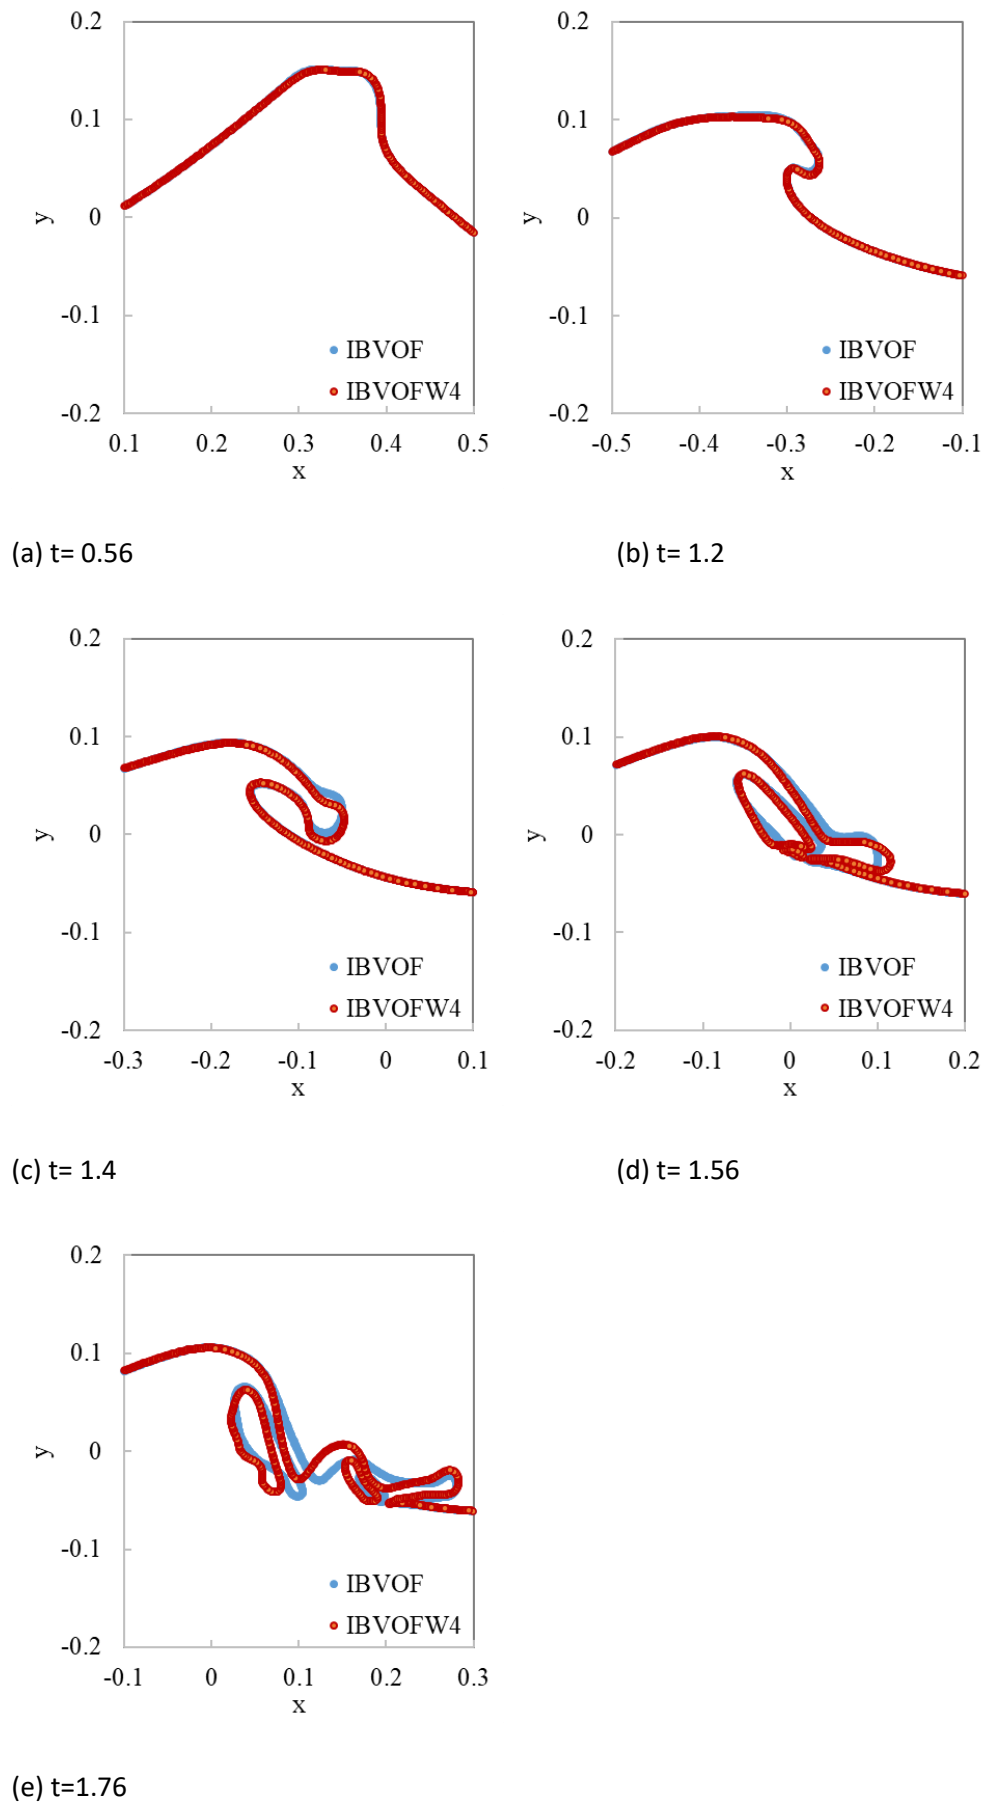 0.2
0.1
y
0
-0.1
-0.2
IBVOF
IBVOFW4
0.1 0.2 0.3 0.4 0.5
x
0.2
0.1
y
0
-0.1
-0.2
IBVOF
IBVOFW4
-0.5 -0.4 -0.3 -0.2 -0.1
x
(a) t= 0.56
(b) t= 1.2
0.2
0.1
y
0
-0.1
-0.2
IBVOF
IBVOFW4
-0.3 -0.2 -0.1 0 0.1
x
0.2
0.1
y
0
-0.1
-0.2
IBVOF
IBVOFW4
-0.2 -0.1 0 0.1 0.2
x
(c) t= 1.4
(d) t= 1.56
0.2
0.1
y
0
-0.1
-0.2
IBVOF
IBVOFW4
-0.1 0 0.1 0.2 0.3
x
(e) t=1.76